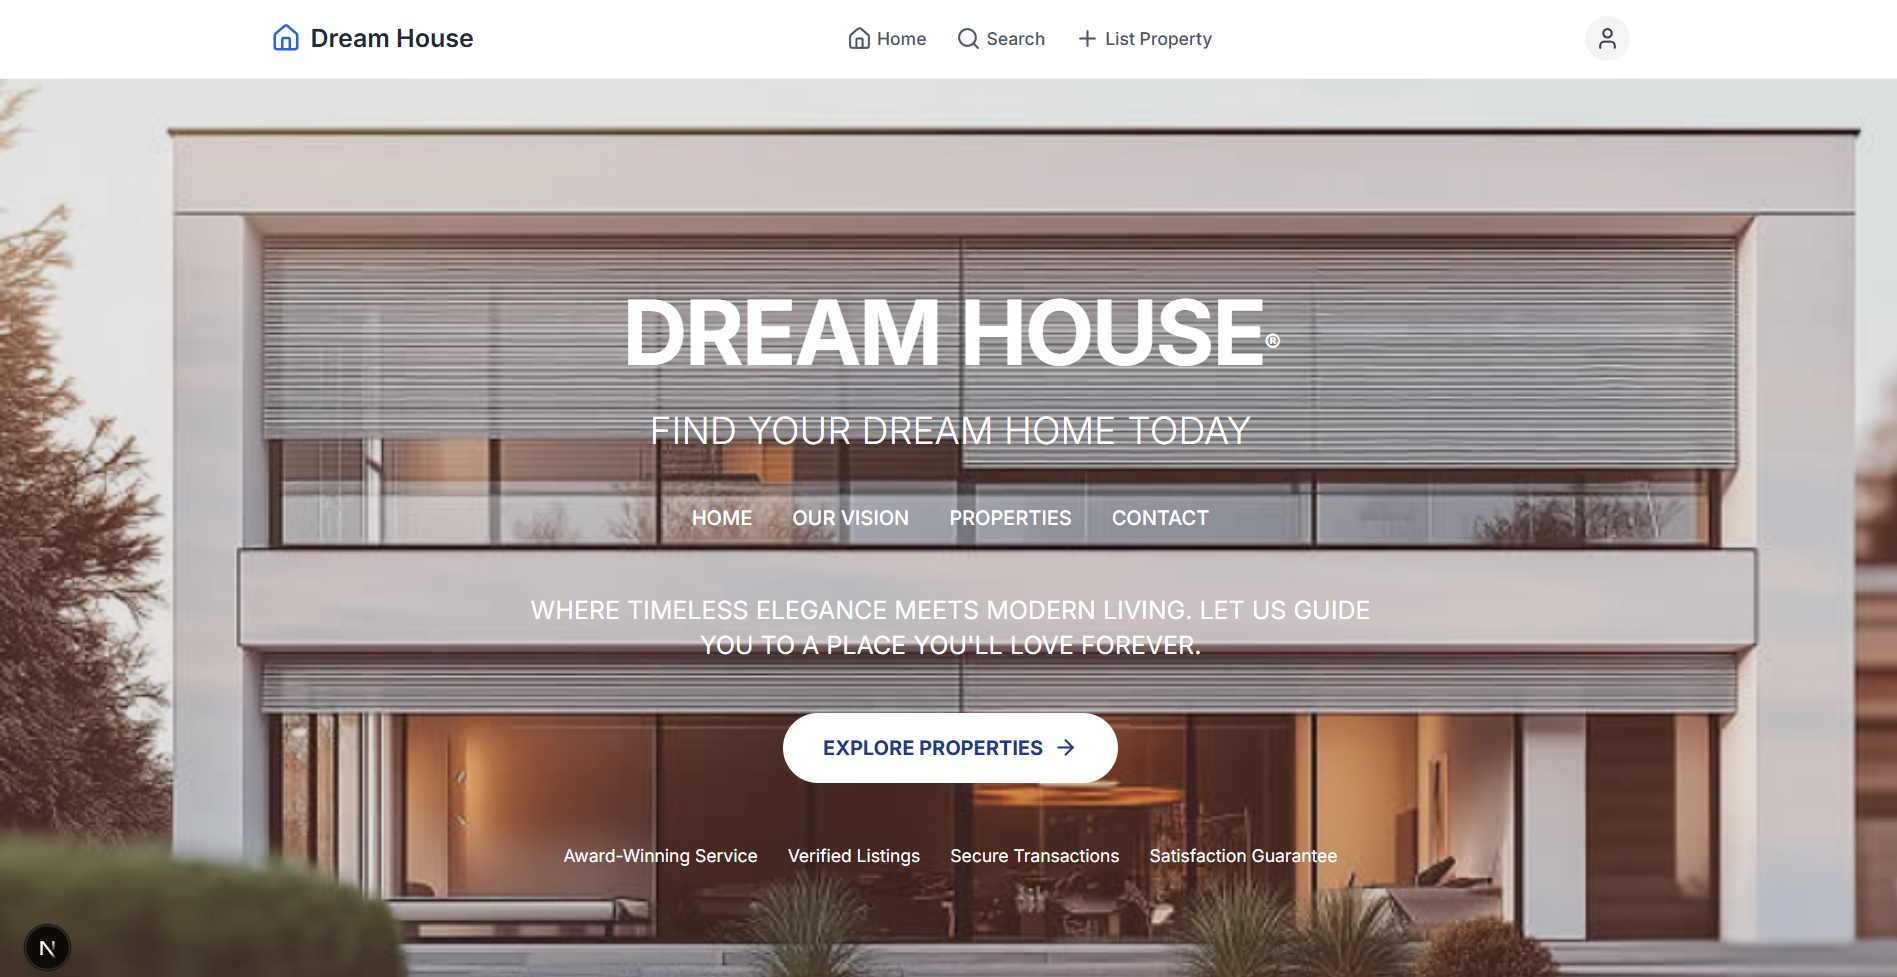 Dream House
Home Search List Property
DREAM HOUSE®
FIND YOUR DREAM HOME TODAY
HOME OUR VISION PROPERTIES CONTACT
WHERE TIMELESS ELEGANCE MEETS MODERN LIVING. LET US GUIDE
YOU TO A PLACE YOU'LL LOVE FOREVER.
EXPLORE PROPERTIES
Award-Winning Service Verified Listings Secure Transactions Satisfaction Guarantee
N